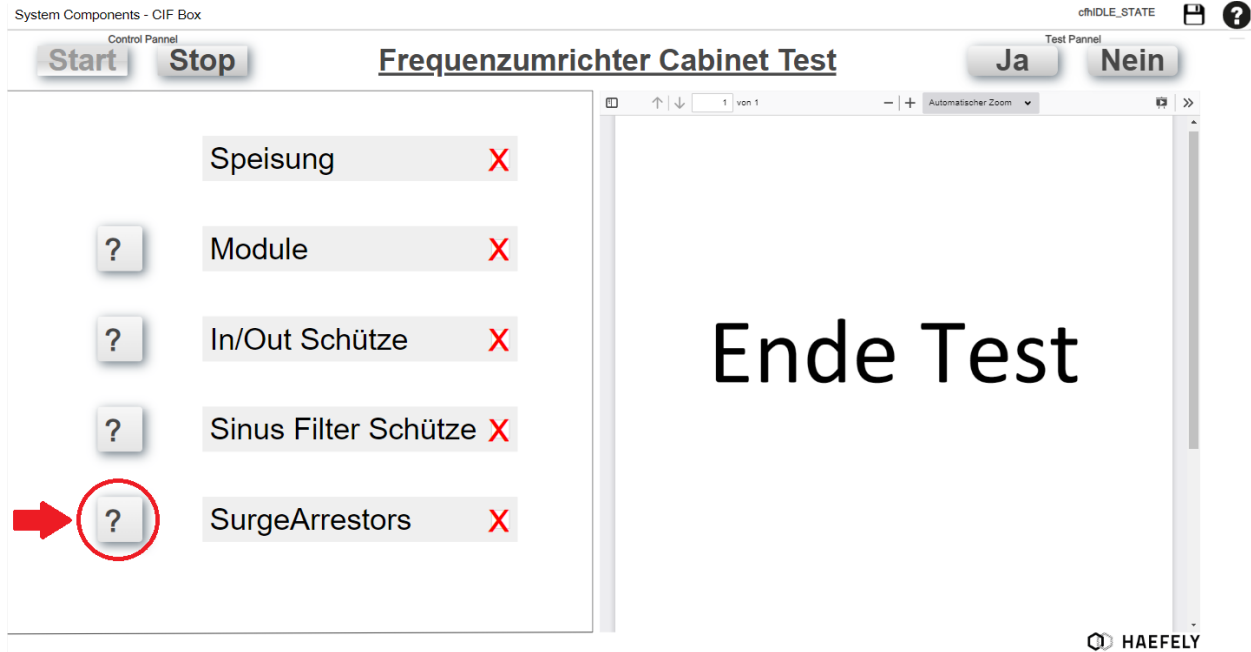 System Components - CIF Box
cfhIDLE_STATE
?
Control Pannel
Start Stop
Frequenzumrichter Cabinet Test
Test Pannel
Ja Nein
1 von 1
Automatischer Zoom
Speisung X
? Module X
? In/Out Schütze X
? Sinus Filter Schütze X
? SurgeArrestors X
Ende Test
HAEFELY